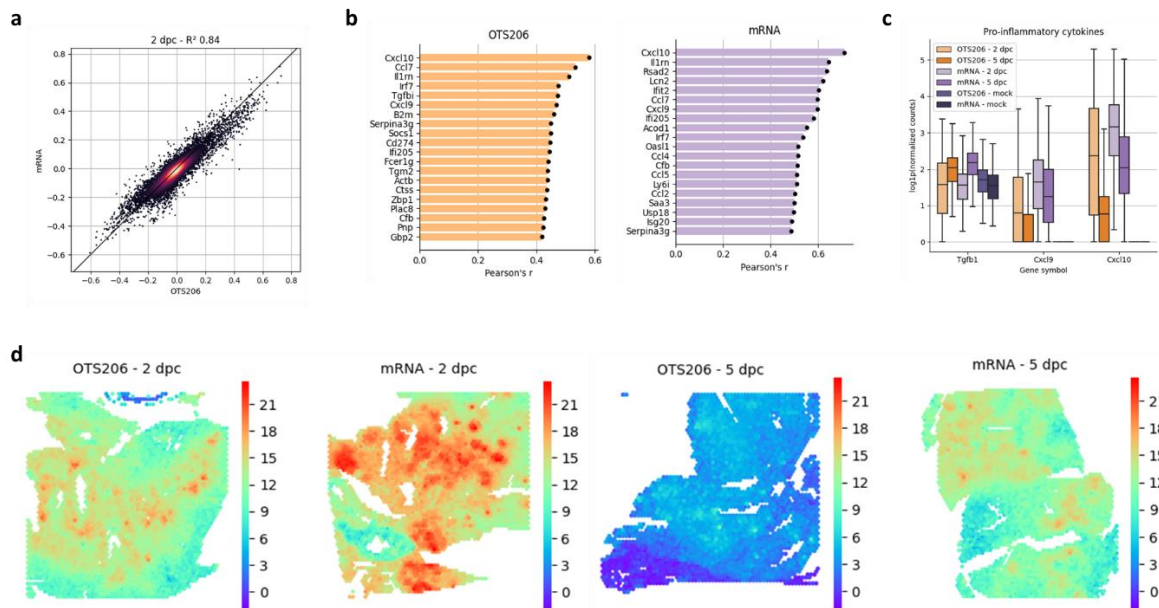 a
2 dpc - R² 0.84
mRNA
0.8
0.6
0.4
0.2
0.0
−0.2
−0.4
−0.6
−0.6 −0.4 −0.2 0.0 0.2 0.4 0.6 0.8
OTS206
b
OTS206
Cxcl10
Ccl7
Il1rn
Irf7
Tgfbi
Cxcl9
B2m
Serpina3g
Socs1
Cd274
Ifi205
Fcer1g
Tgm2
Actb
Ctss
Zbp1
Plac8
Cfb
Pnp
Gbp2
0.0 0.2 0.4 0.6
Pearson's r
mRNA
Cxcl10
Il1rn
Rsad2
Lcn2
Ifit2
Ccl7
Cxcl9
Ifi205
Acod1
Irf7
Oasl1
Ccl4
Cfb
Ccl5
Ly6i
Ccl2
Saa3
Usp18
Isg20
Serpina3g
0.0 0.2 0.4 0.6
Pearson's r
c
Pro-inflammatory cytokines
OTS206 - 2 dpc
OTS206 - 5 dpc
mRNA - 2 dpc
mRNA - 5 dpc
OTS206 - mock
mRNA - mock
log1p(normalized counts)
5
4
3
2
1
0
Tgfb1 Cxcl9 Cxcl10
Gene symbol
d
OTS206 - 2 dpc
21
18
15
12
9
6
3
0
mRNA - 2 dpc
21
18
15
12
9
6
3
0
OTS206 - 5 dpc
21
18
15
12
9
6
3
0
mRNA - 5 dpc
21
18
15
12
9
6
3
0